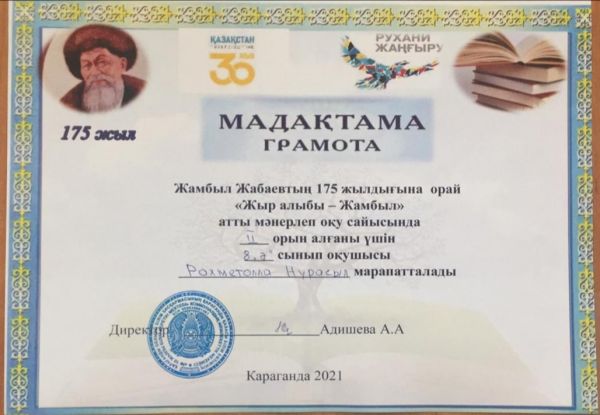 ҚАЗАҚСТАН
30
РУХАНИ
ЖАҢҒЫРУ
175 жыл
МАДАҚТАМА
ГРАМОТА
Жамбыл Жабаевтың 175 жылдығына орай
«Жыр алыбы – Жамбыл»
атты мәнерлеп оқу сайысында
II орын алғаны үшін
8 "ә" сынып оқушысы
Рахметолла Нұрасыл марапатталады
Директор Адишева А.А
Караганда 2021